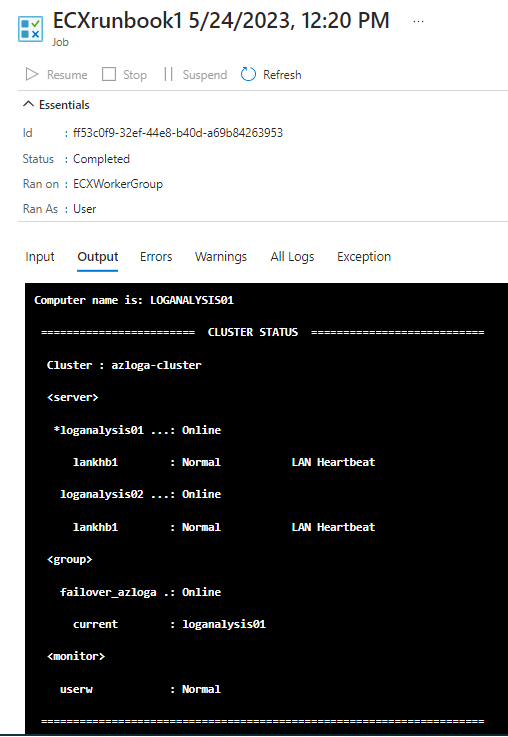 ECXrunbook1 5/24/2023, 12:20 PM ...
Job
Resume Stop Suspend Refresh
Essentials
Id : ff53c0f9-32ef-44e8-b40d-a69b84263953
Status : Completed
Ran on : ECXWorkerGroup
Ran As : User
Input Output Errors Warnings All Logs Exception
Computer name is: LOGANALYSIS01
======================== CLUSTER STATUS ===========================
Cluster : azloga-cluster
<server>
*loganalysis01 ...: Online
lankhb1 : Normal LAN Heartbeat
loganalysis02 ...: Online
lankhb1 : Normal LAN Heartbeat
<group>
failover_azloga .: Online
current : loganalysis01
<monitor>
userw : Normal
=====================================================================